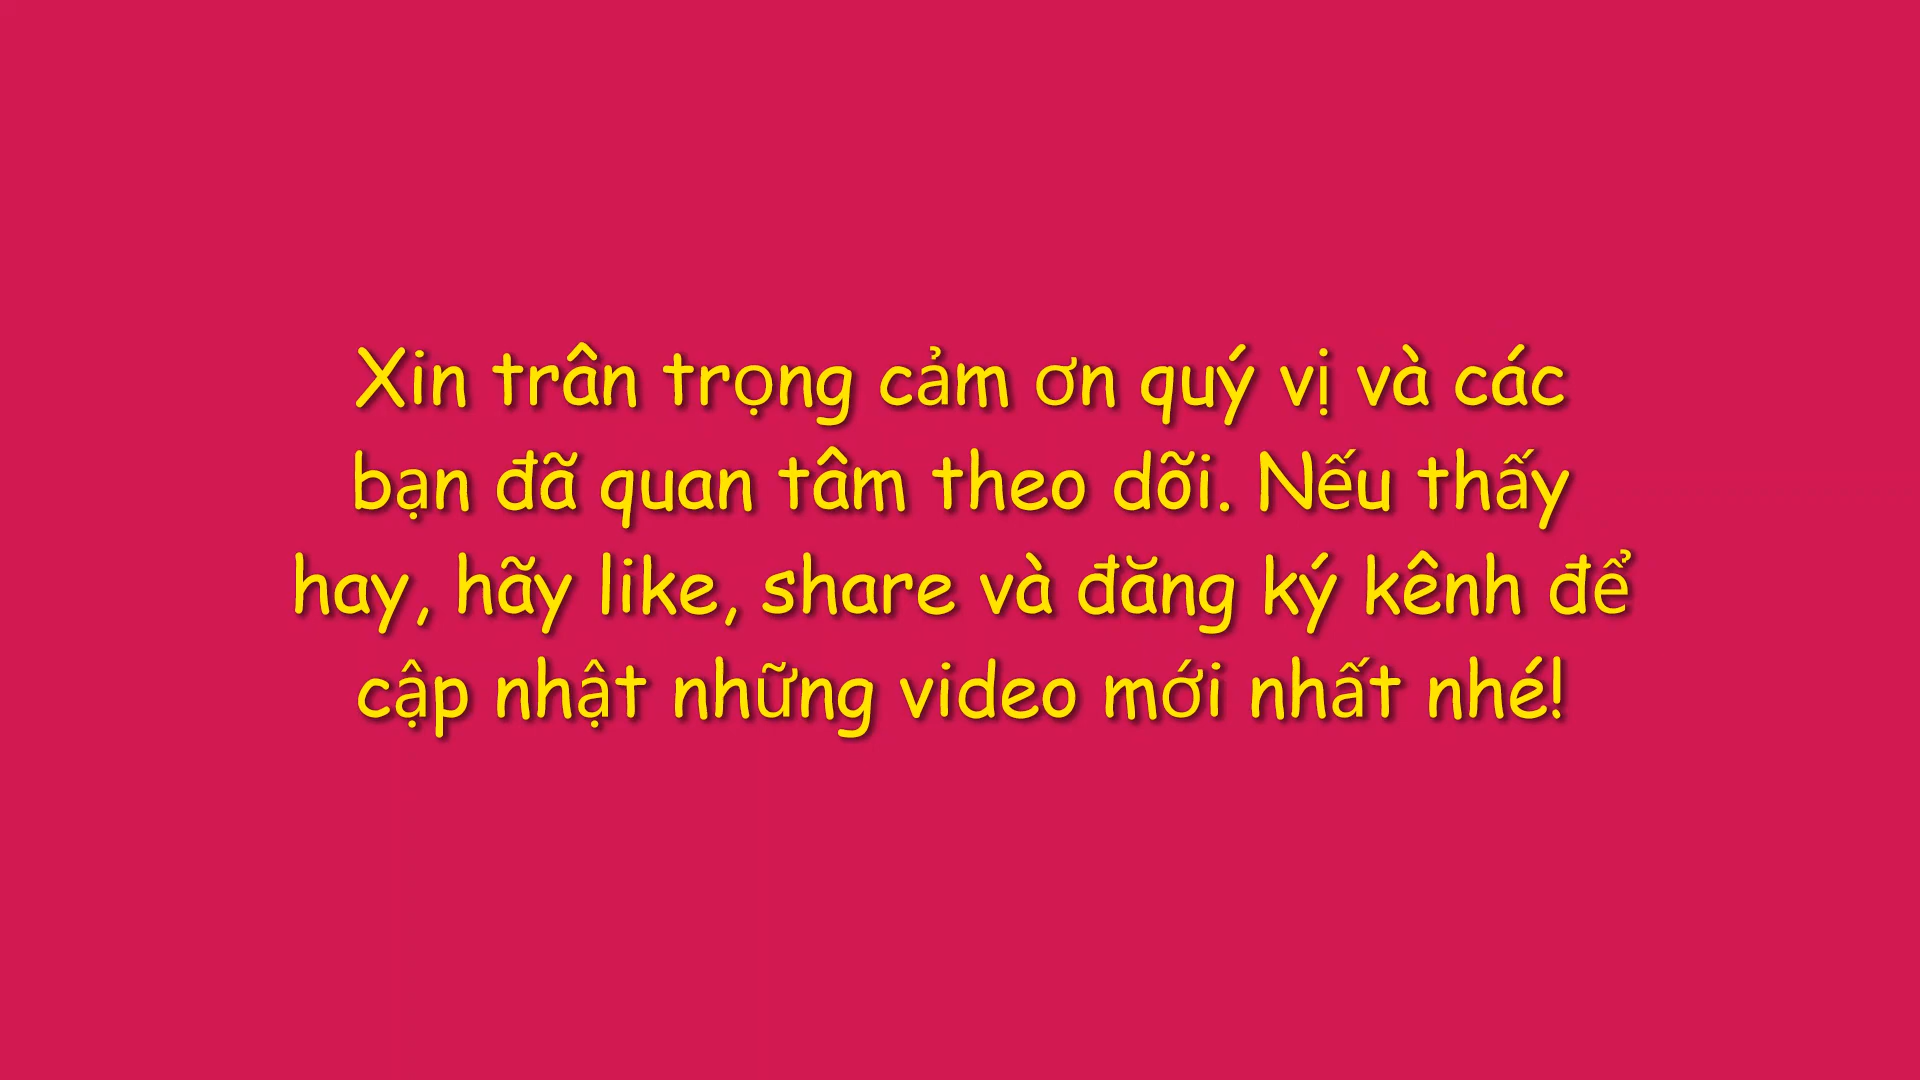 Xin trân trọng cảm ơn quý vị và các
bạn đã quan tâm theo dõi. Nếu thấy
hay, hãy like, share và đăng ký kênh để
cập nhật những video mới nhất nhé!